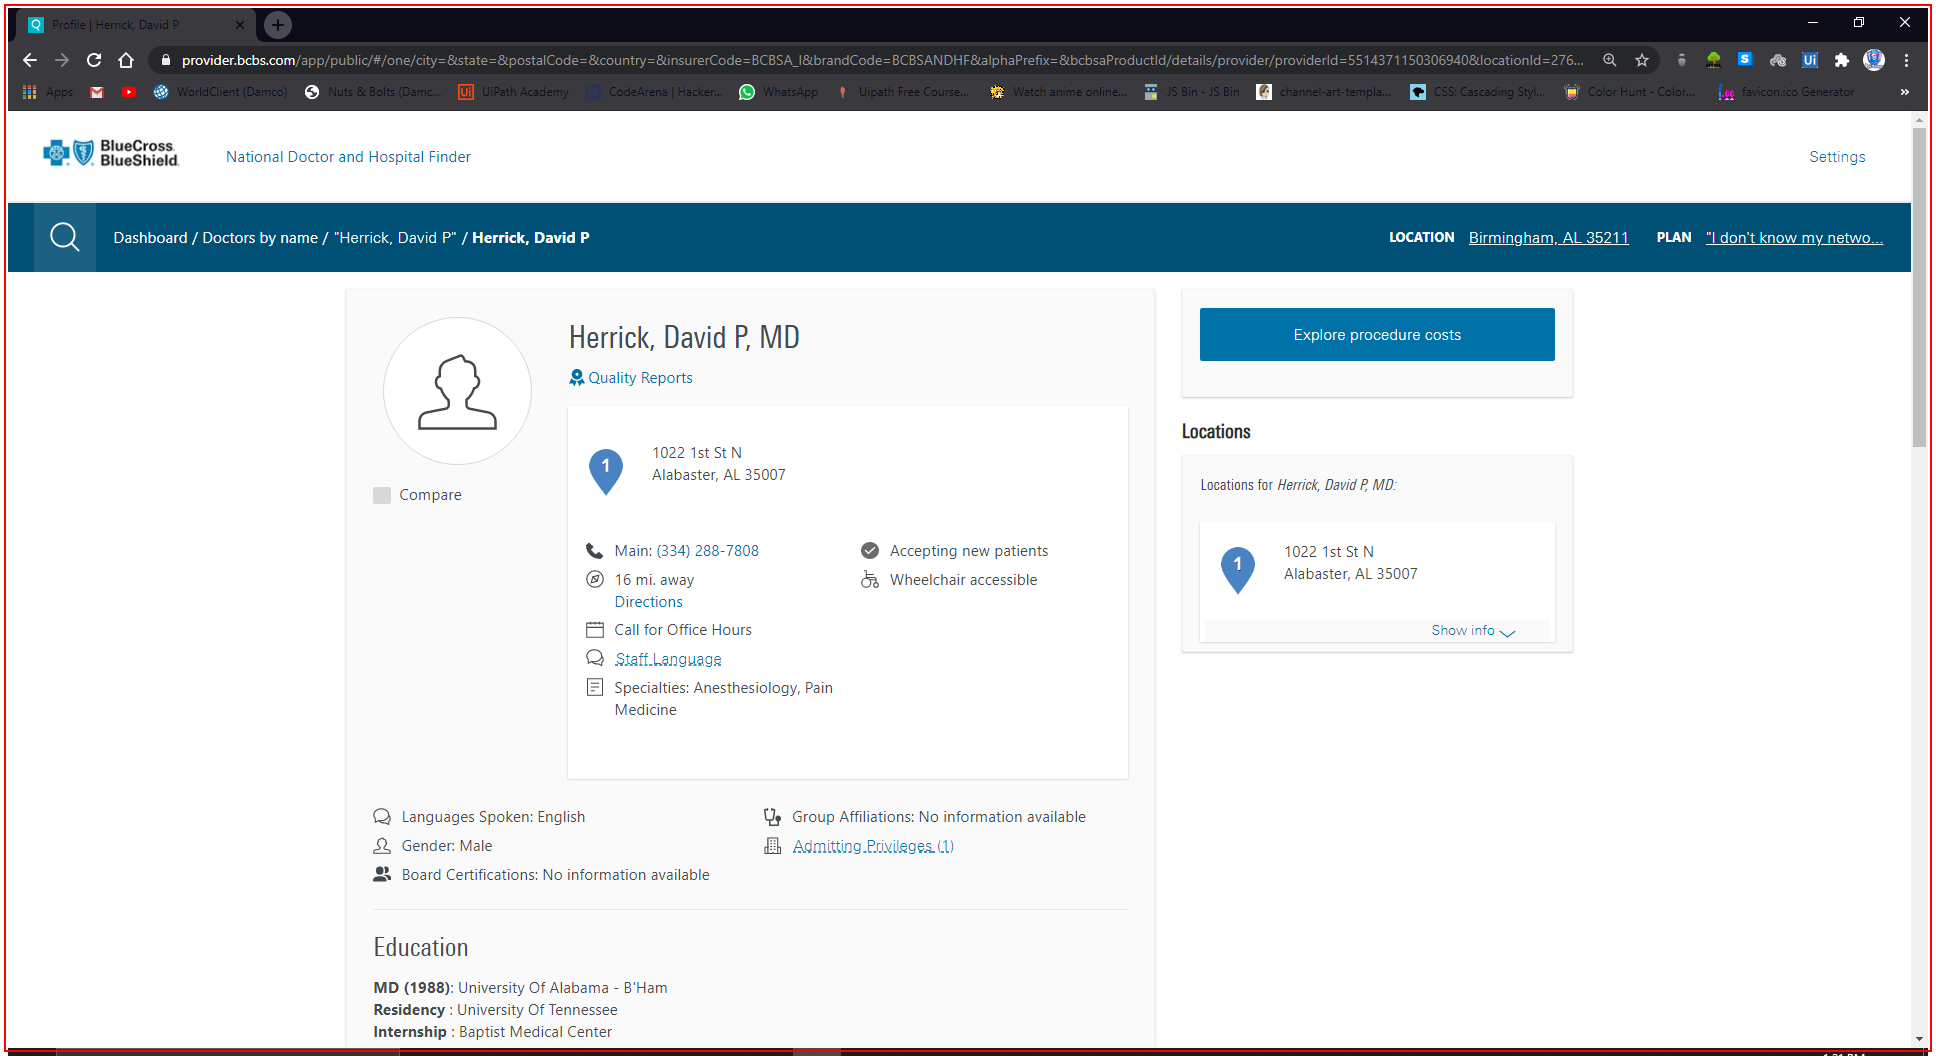 Profile | Herrick, David P
provider.bcbs.com/app/public/#/one/city=&state=&postalCode=&country=&insurerCode=BCBSA_I&brandCode=BCBSANDHF&alphaPrefix=&bcbsaProductId/details/provider/providerId=5514371150306940&locationId=276...
Apps WorldClient (Damco) Nuts & Bolts (Damc... UiPath Academy CodeArena | Hacker... WhatsApp Uipath Free Course... Watch anime online... JS Bin - JS Bin channel-art-templa... CSS: Cascading Styl... Color Hunt - Color... favicon.ico Generator »
BlueCross
BlueShield
National Doctor and Hospital Finder
Settings
Dashboard / Doctors by name / "Herrick, David P" / Herrick, David P
LOCATION Birmingham, AL 35211 PLAN "I don't know my netwo...
Herrick, David P, MD
Quality Reports
Compare
1
1022 1st St N
Alabaster, AL 35007
Main: (334) 288-7808
16 mi. away
Directions
Call for Office Hours
Staff Language
Specialties: Anesthesiology, Pain
Medicine
Accepting new patients
Wheelchair accessible
Languages Spoken: English
Gender: Male
Board Certifications: No information available
Group Affiliations: No information available
Admitting Privileges (1)
Education
MD (1988): University Of Alabama - B'Ham
Residency : University Of Tennessee
Internship : Baptist Medical Center
Explore procedure costs
Locations
Locations for Herrick, David P, MD:
1
1022 1st St N
Alabaster, AL 35007
Show info